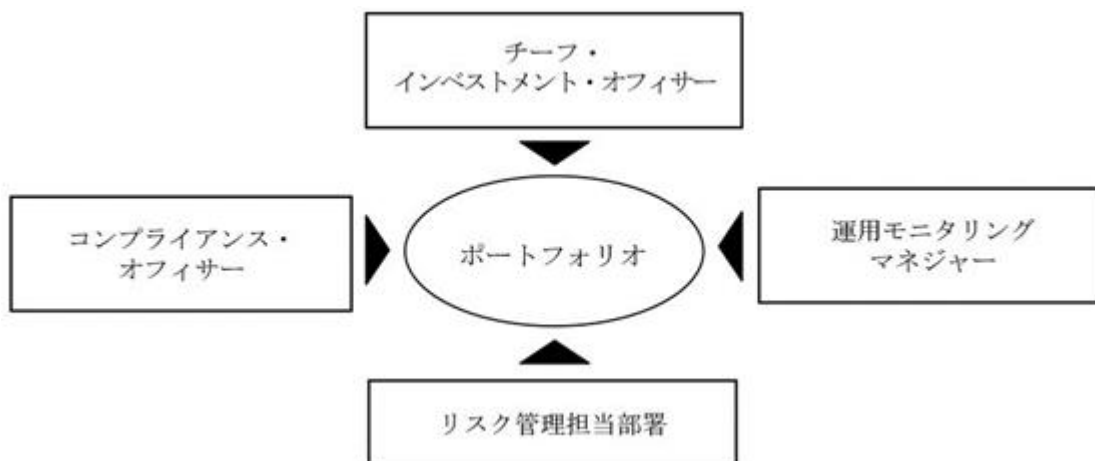 チーフ・
インベストメント・オフィサー
コンプライアンス・
オフィサー
ポートフォリオ
運用モニタリング
マネジャー
リスク管理担当部署